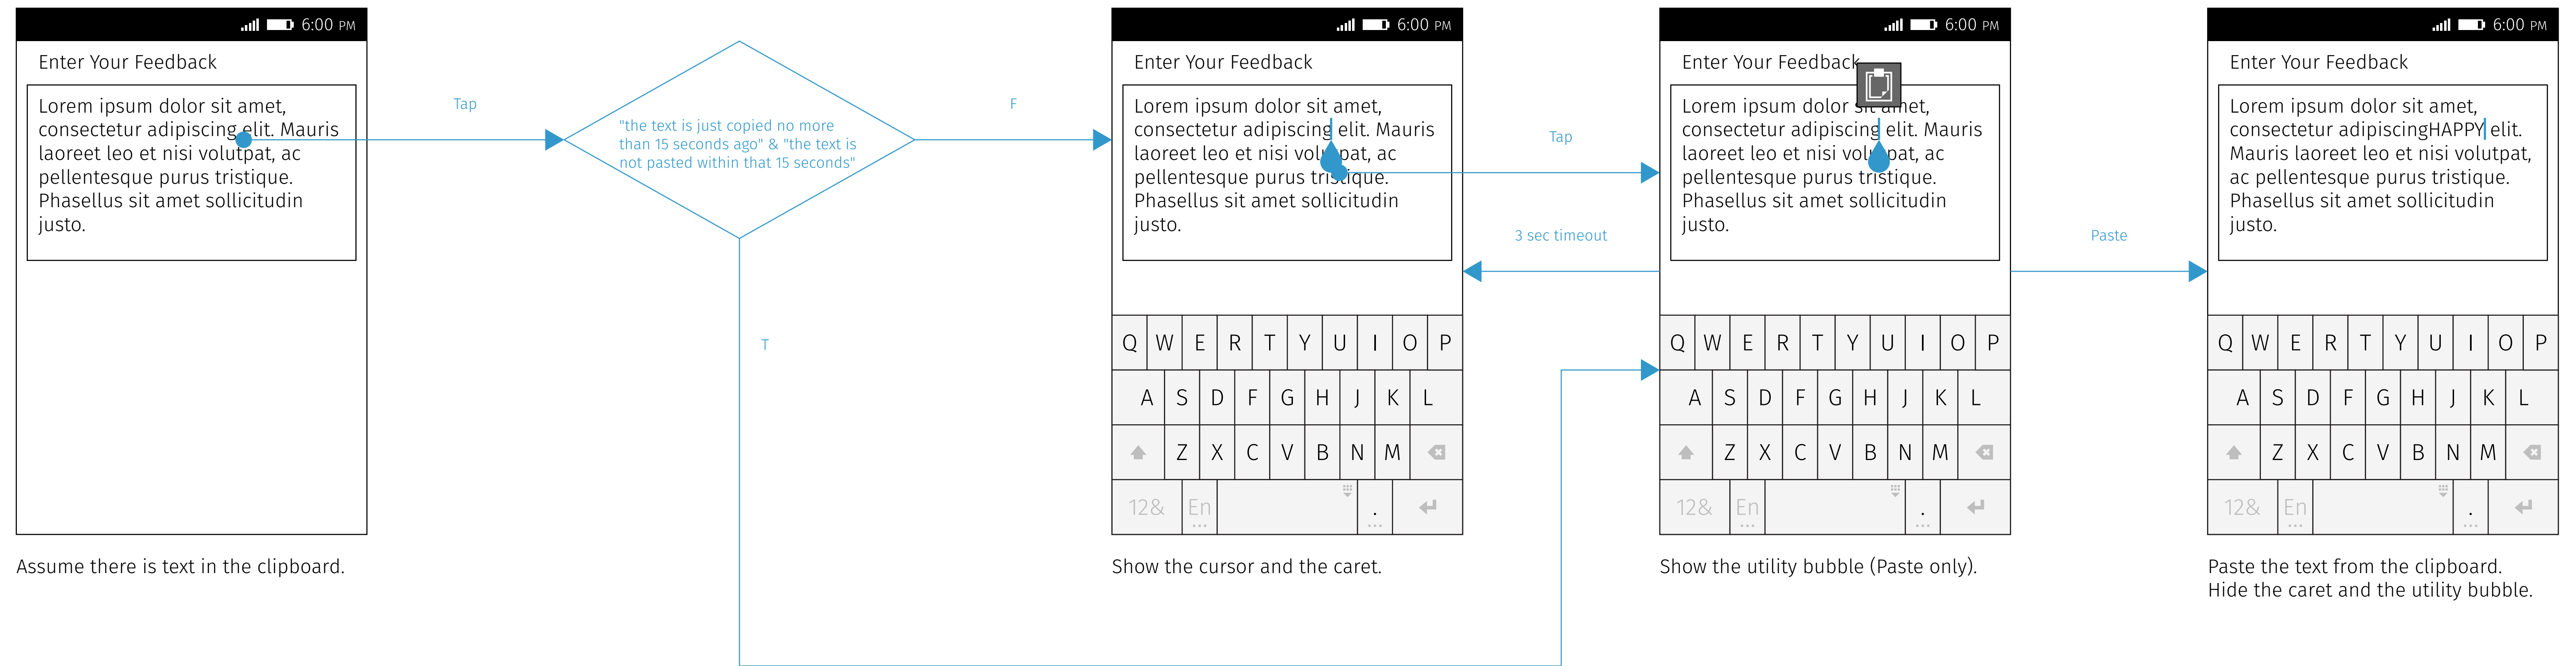 6:00 PM
Enter Your Feedback
Lorem ipsum dolor sit amet,
consectetur adipiscing elit. Mauris
laoreet leo et nisi volutpat, ac
pellentesque purus tristique.
Phasellus sit amet sollicitudin
justo.
Assume there is text in the clipboard.
Tap
"the text is just copied no more
than 15 seconds ago" & "the text is
not pasted within that 15 seconds"
F
T
6:00 PM
Enter Your Feedback
Lorem ipsum dolor sit amet,
consectetur adipiscing elit. Mauris
laoreet leo et nisi volutpat, ac
pellentesque purus tristique.
Phasellus sit amet sollicitudin
justo.
Q W E R T Y U I O P
A S D F G H J K L
Z X C V B N M
12& En ... . ...
Show the cursor and the caret.
Tap
3 sec timeout
6:00 PM
Enter Your Feedback
Lorem ipsum dolor sit amet,
consectetur adipiscing elit. Mauris
laoreet leo et nisi volutpat, ac
pellentesque purus tristique.
Phasellus sit amet sollicitudin
justo.
Q W E R T Y U I O P
A S D F G H J K L
Z X C V B N M
12& En ... . ...
Show the utility bubble (Paste only).
Paste
6:00 PM
Enter Your Feedback
Lorem ipsum dolor sit amet,
consectetur adipiscingHAPPY elit.
Mauris laoreet leo et nisi volutpat,
ac pellentesque purus tristique.
Phasellus sit amet sollicitudin
justo.
Q W E R T Y U I O P
A S D F G H J K L
Z X C V B N M
12& En ... . ...
Paste the text from the clipboard.
Hide the caret and the utility bubble.